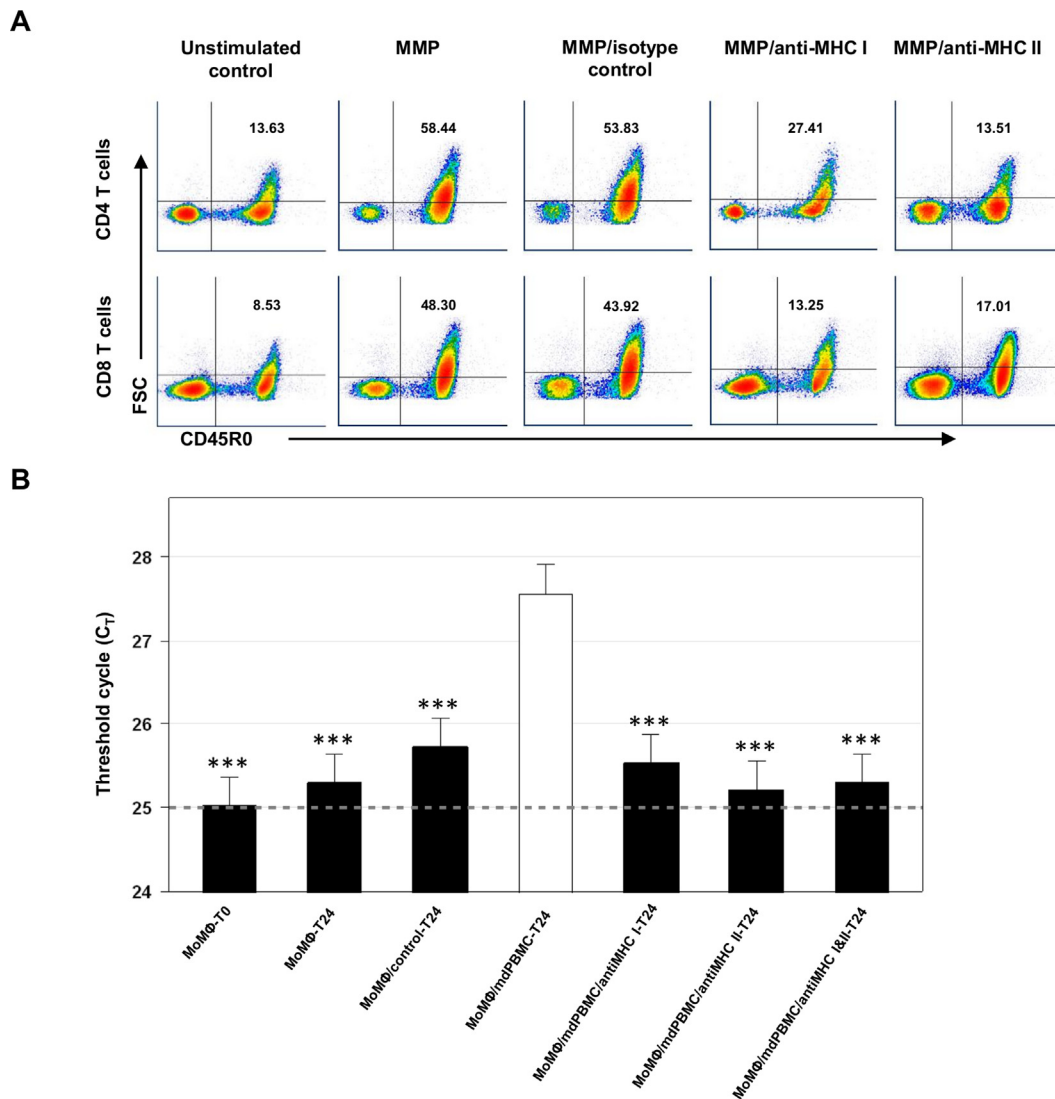 A
Unstimulated control
MMP
MMP/isotype control
MMP/anti-MHC I
MMP/anti-MHC II
CD4 T cells
13.63
58.44
53.83
27.41
13.51
CD8 T cells
8.53
48.30
43.92
13.25
17.01
FSC
CD45R0
B
Threshold cycle (CT)
28
27
26
25
24
***
***
***
***
***
***
MoMΦ-T0
MoMΦ-T24
MoMΦ/control-T24
MoMΦ/mdPBMC-T24
MoMΦ/mdPBMC/antiMHC I-T24
MoMΦ/mdPBMC/antiMHC II-T24
MoMΦ/mdPBMC/antiMHC I&II-T24